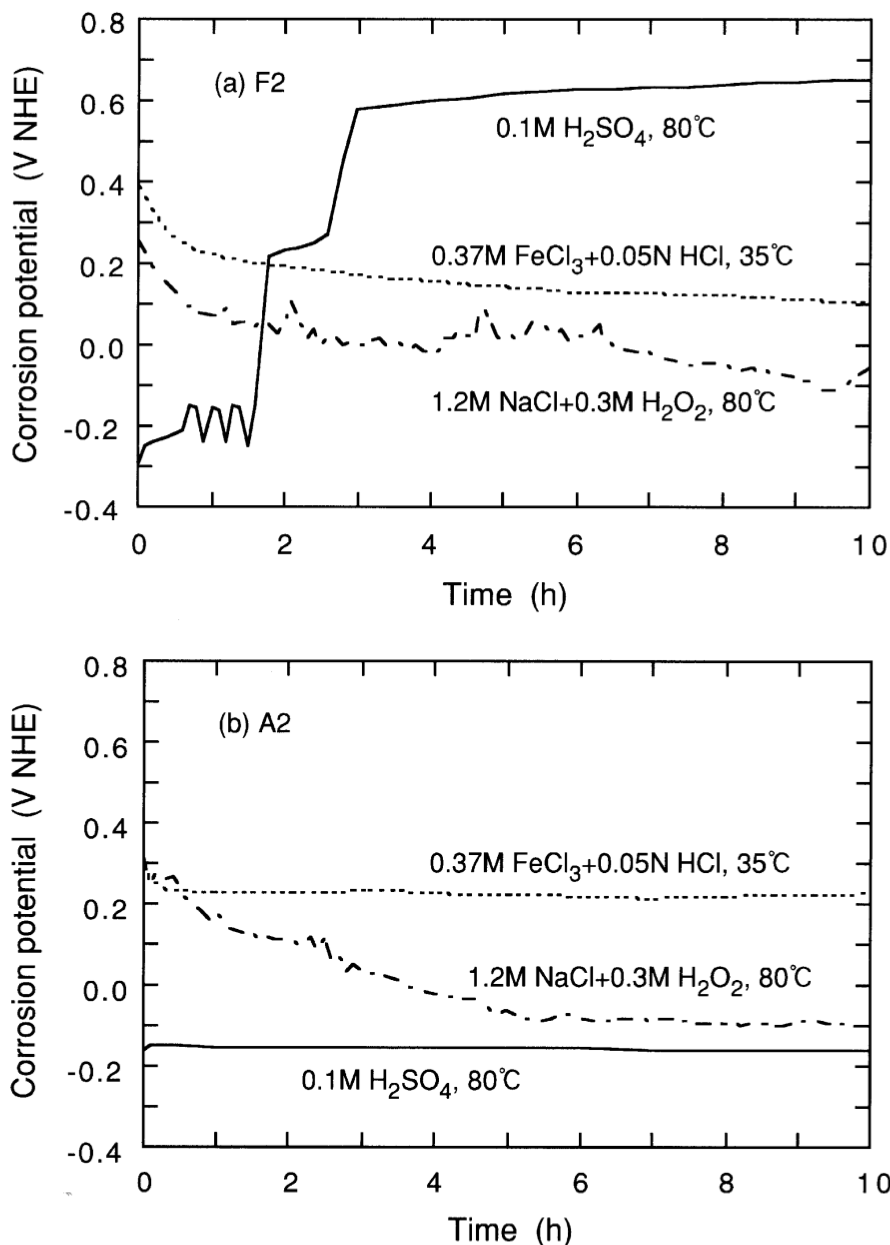 0.8
0.6
0.4
0.2
0.0
-0.2
-0.4
Corrosion potential (V NHE)
(a) F2
0.1M H₂SO₄, 80℃
0.37M FeCl₃+0.05N HCl, 35℃
1.2M NaCl+0.3M H₂O₂, 80℃
0 2 4 6 8 10
Time (h)
0.8
0.6
0.4
0.2
0.0
-0.2
-0.4
Corrosion potential (V NHE)
(b) A2
0.37M FeCl₃+0.05N HCl, 35℃
1.2M NaCl+0.3M H₂O₂, 80℃
0.1M H₂SO₄, 80℃
0 2 4 6 8 10
Time (h)